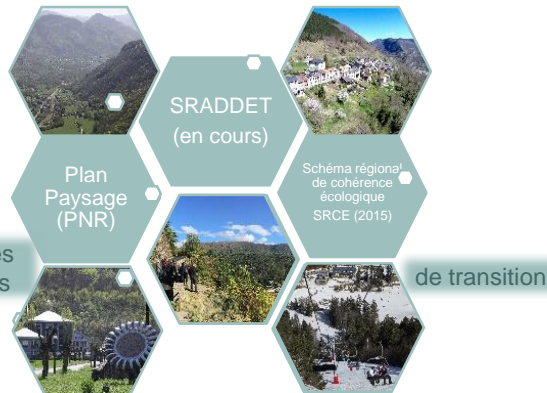 SRADDET
(en cours)
Plan
Paysage
(PNR)
Schéma régional
de cohérence
écologique
SRCE (2015)
de transition